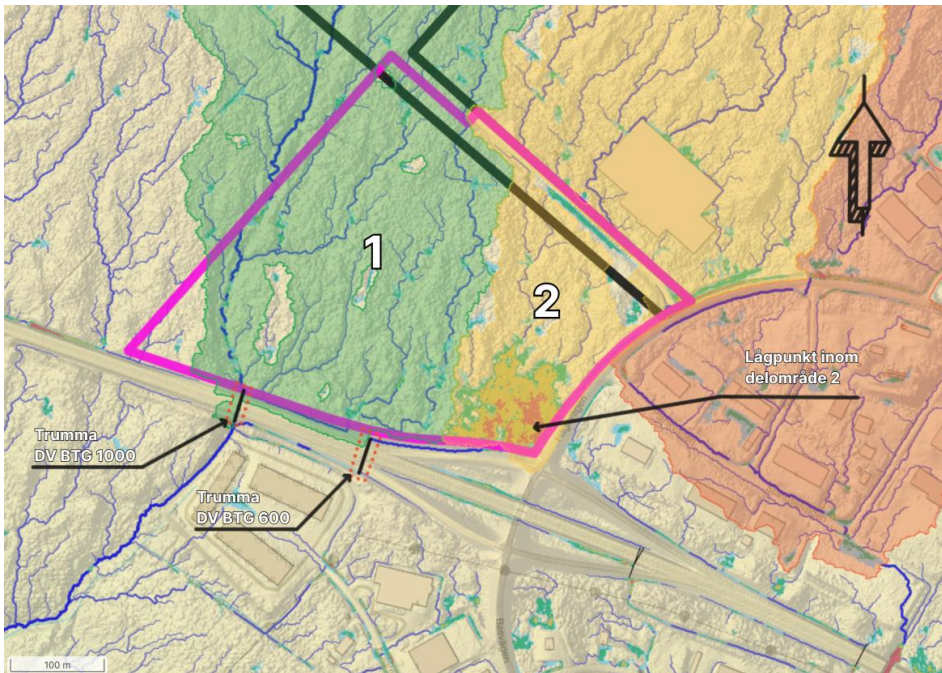 1
2
Lågpunkt inom
delområde 2
Trumma
DV BTG 1000
Trumma
DV BTG 600
100 m